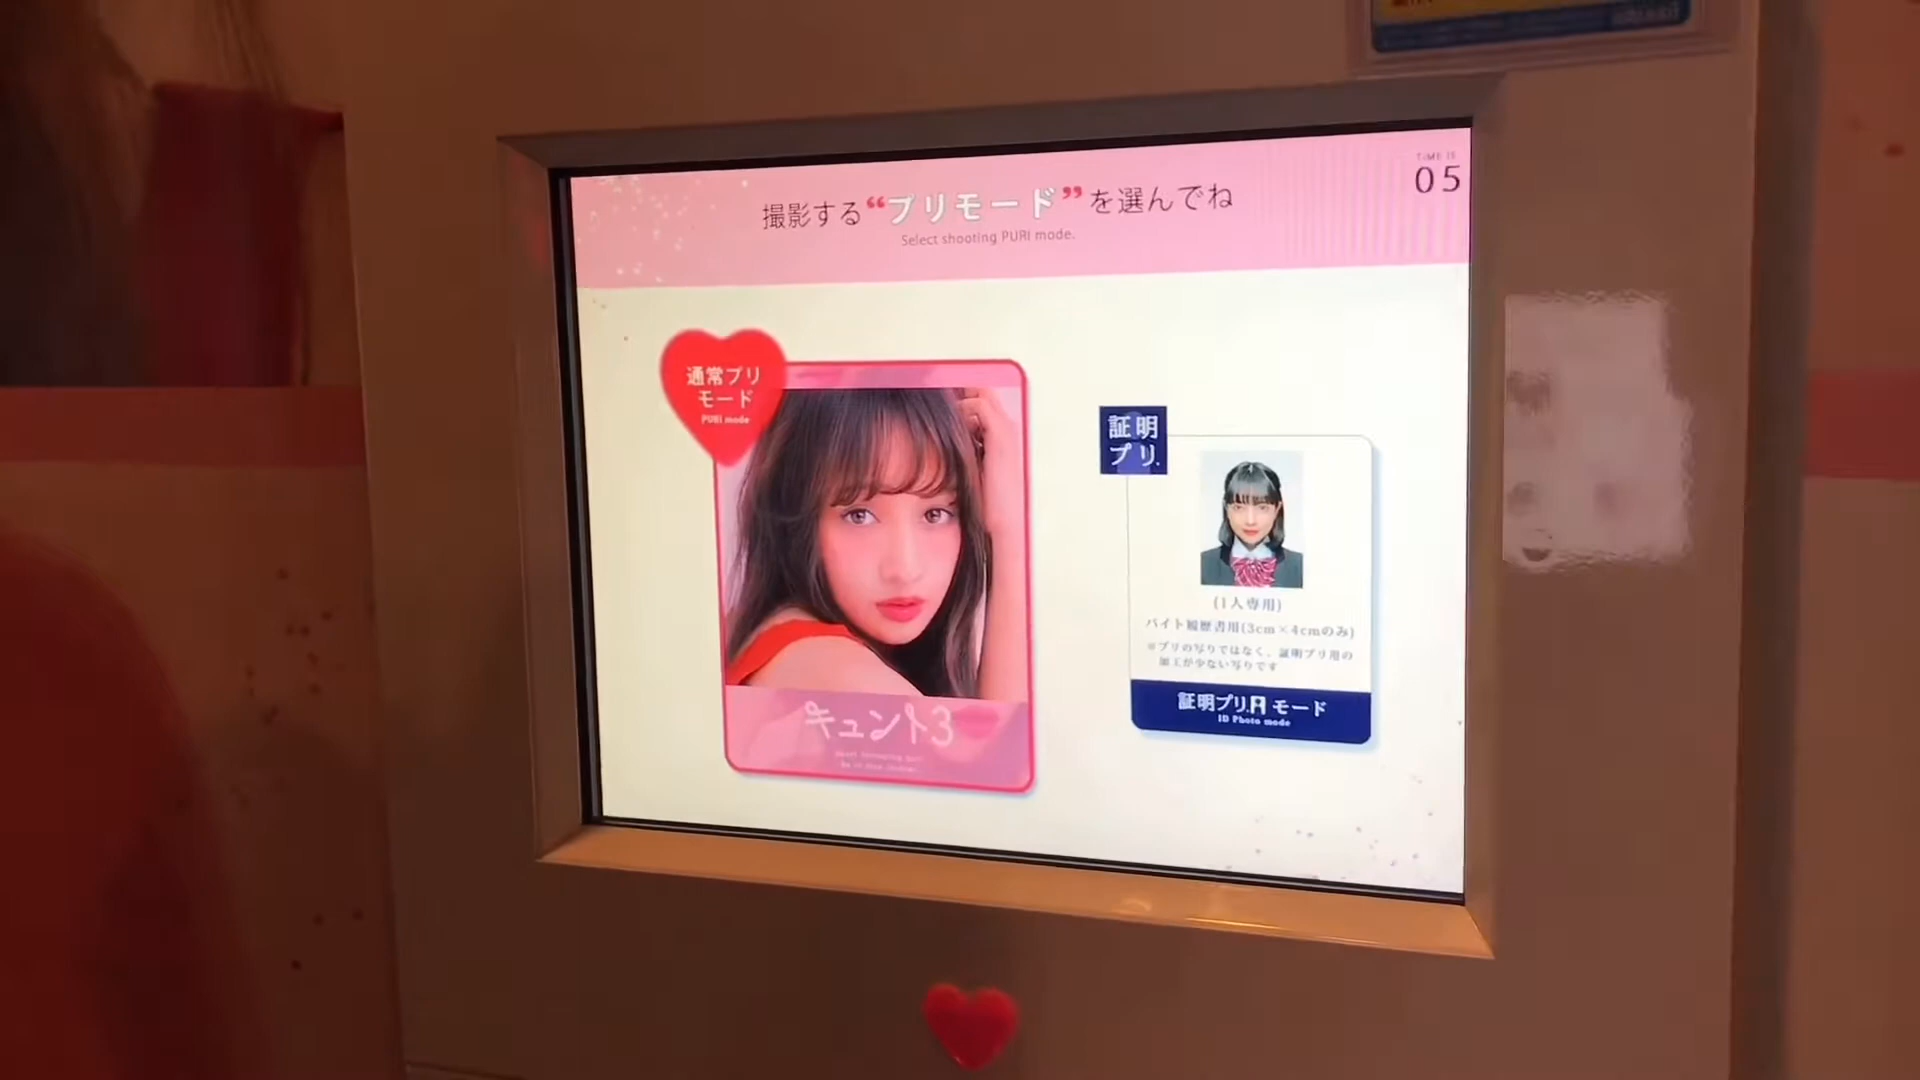 TIME IS
05
撮影する“プリモード”を選んでね
Select shooting PURI mode.
通常プリ
モード
PURI mode
キュント3
証明
プリ.
(1人専用)
バイト履歴書用(3cm×4cmのみ)
※プリの写りではなく、証明プリ用の
加工が少ない写りです
証明プリ.モード
ID Photo mode